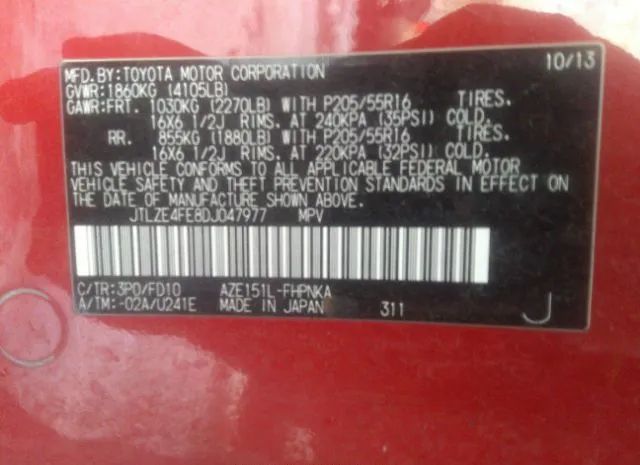 10/13
MFD.BY:TOYOTA MOTOR CORPORATION
GVWR:1860KG (4105LB)
GAWR:FRT. 1030KG (2270LB) WITH P205/55R16 TIRES.
16X6 1/2J RIMS. AT 240KPA (35PSI) COLD.
RR. 855KG (1880LB) WITH P205/55R16 TIRES.
16X6 1/2J RIMS. AT 220KPA (32PSI) COLD.
THIS VEHICLE CONFORMS TO ALL APPLICABLE FEDERAL MOTOR
VEHICLE SAFETY AND THEFT PREVENTION STANDARDS IN EFFECT ON
THE DATE OF MANUFACTURE SHOWN ABOVE.
JTLZE4FE8DJ047977 MPV
C/TR:3P0/FD10 AZE151L-FHPNKA
A/TM:-02A/U241E MADE IN JAPAN 311 J